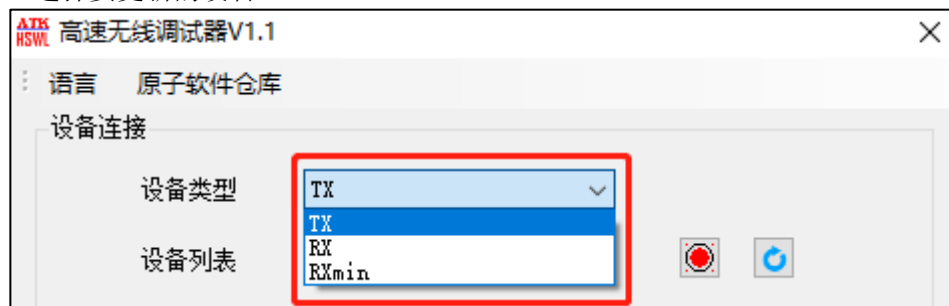 ATK
HSWL 高速无线调试器V1.1
语言 原子软件仓库
设备连接
设备类型 TX
TX
RX
设备列表
RXmin